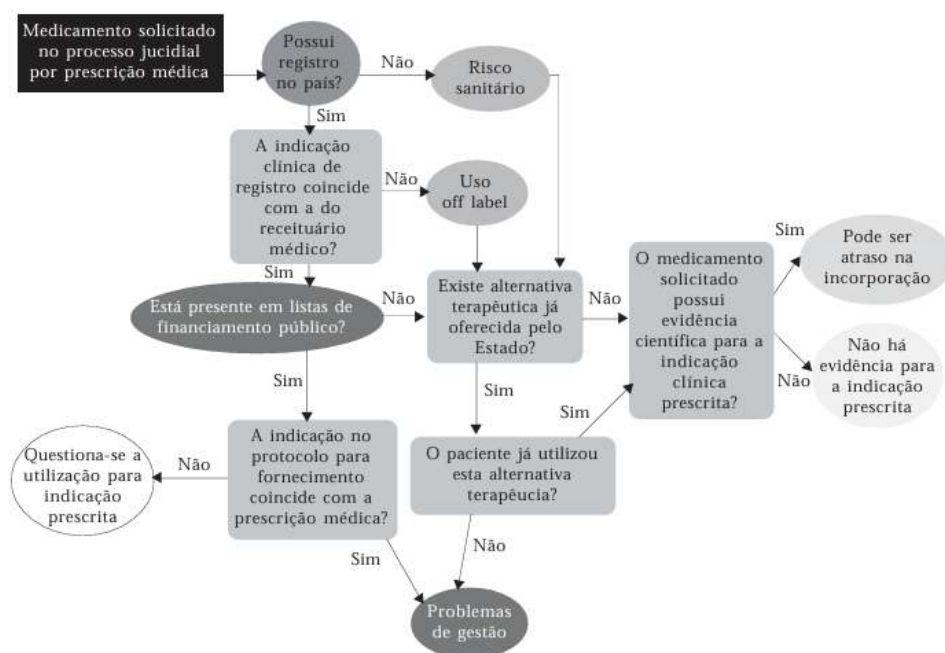 Medicamento solicitado
no processo jucidial
por prescrição médica
Possui
registro
no país?
Não
Risco
sanitário
Sim
A indicação
clínica de
registro coincide
com a do
receituário
médico?
Não
Uso
off label
Sim
Está presente em listas de
financiamento público?
Não
Existe alternativa
terapêutica já
oferecida pelo
Estado?
Não
O medicamento
solicitado
possui
evidência
científica para a
indicação
clínica
prescrita?
Sim
Pode ser
atraso na
incorporação
Não
Não há
evidência para
a indicação
prescrita
Sim
Sim
Sim
A indicação no
protocolo para
fornecimento
coincide com a
prescrição médica?
Não
Questiona-se a
utilização para
indicação
prescrita
O paciente já utilizou
esta alternativa
terapêucia?
Sim
Não
Problemas
de gestão